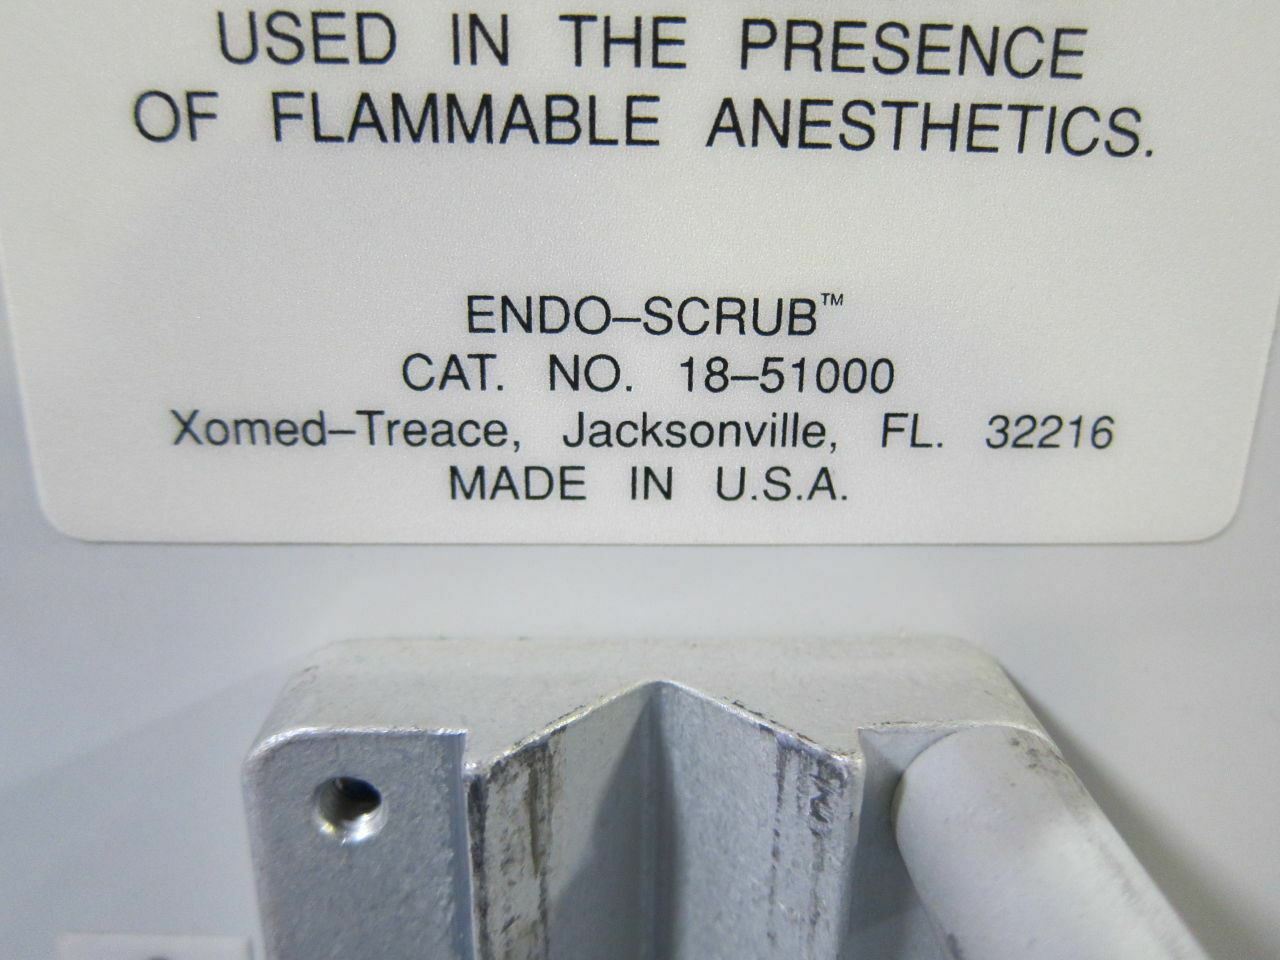 USED IN THE PRESENCE
OF FLAMMABLE ANESTHETICS.
ENDO–SCRUB™
CAT. NO. 18–51000
Xomed–Treace, Jacksonville, FL. 32216
MADE IN U.S.A.